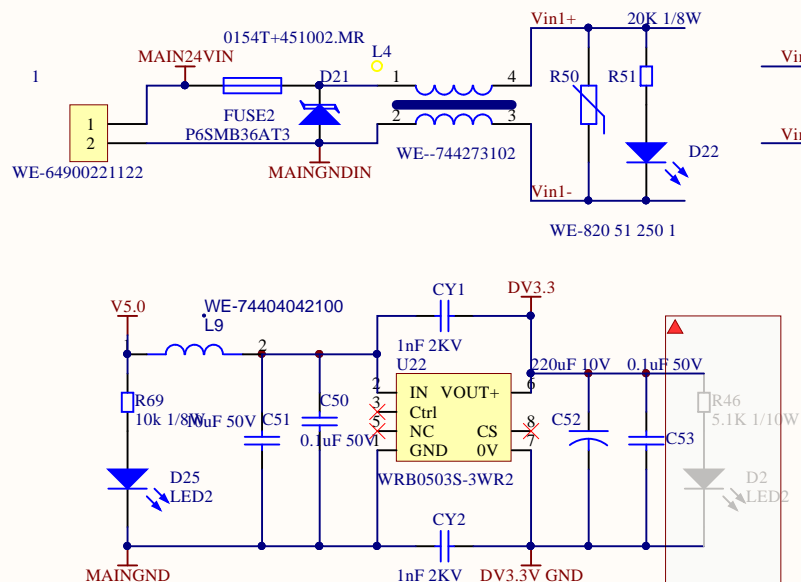 Vin1+
20K 1/8W
0154T+451002.MR
L4
MAIN24VIN
Vin
1
D21
1
4
R50
R51
FUSE2
1
2
3
2
P6SMB36AT3
D22
Vin
WE--744273102
WE-64900221122
MAINGNDIN
Vin1-
WE-820 51 250 1
CY1
DV3.3
V5.0
WE-74404042100
L9
1nF 2KV
1
2
U22
220uF 10V
0.1uF 50V
2
IN
VOUT+
6
R69
C50
R46
3
Ctrl
10k 1/8W
10uF 50V
C51
C52
5.1K 1/10W
5
NC
CS
8
0.1uF 50V
C53
1
GND
0V
7
D25
WRB0503S-3WR2
D2
LED2
LED2
CY2
MAINGND
1nF 2KV
DV3.3V GND